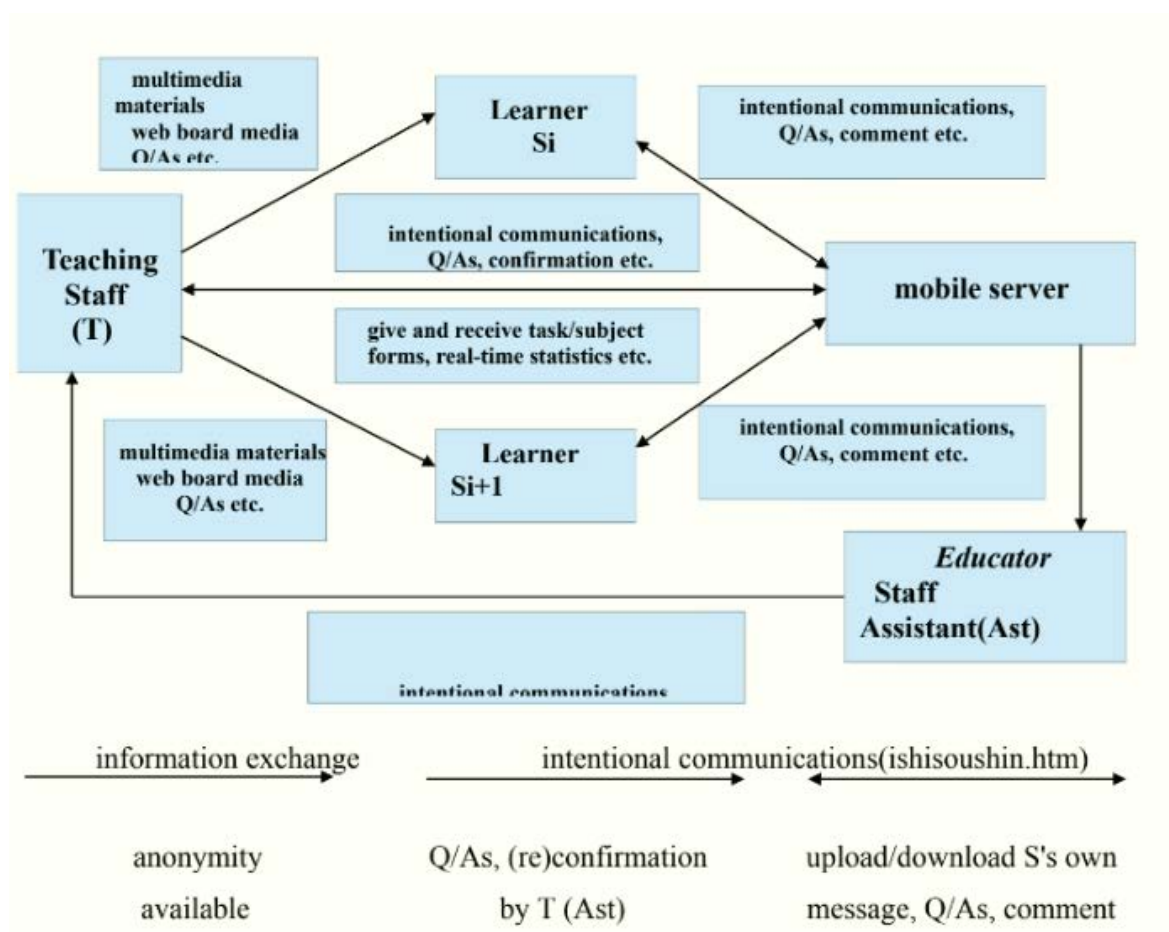 multimedia
materials
web board media
Q/As etc.
Learner
Si
intentional communications,
Q/As, comment etc.
intentional communications,
Q/As, confirmation etc.
Teaching
Staff
(T)
mobile server
give and receive task/subject
forms, real-time statistics etc.
multimedia materials
web board media
Q/As etc.
Learner
Si+1
intentional communications,
Q/As, comment etc.
Educator
Staff
Assistant(Ast)
intentional communications
information exchange
intentional communications(ishisoushin.htm)
anonymity
available
Q/As, (re)confirmation
by T (Ast)
upload/download S's own
message, Q/As, comment